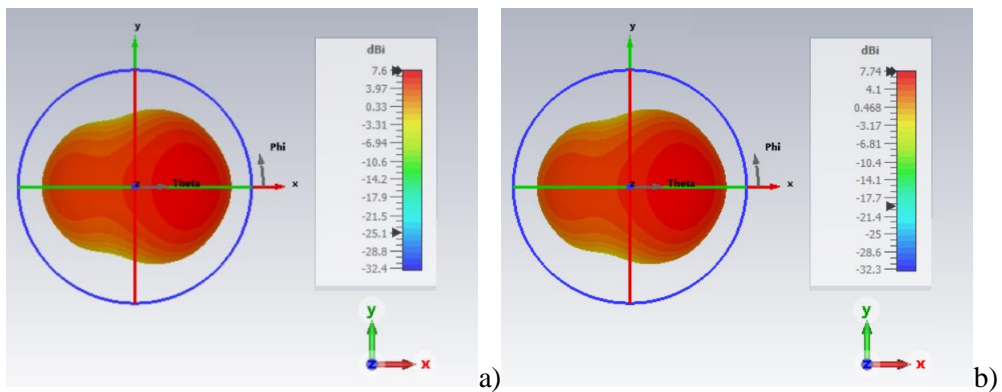 y
dBi
7.6
3.97
0.33
-3.31
-6.94
-10.6
-14.2
-17.9
-21.5
-25.1
-28.8
-32.4
Phi
z
Theta
x
y
z
x
a)
y
dBi
7.74
4.1
0.468
-3.17
-6.81
-10.4
-14.1
-17.7
-21.4
-25
-28.6
-32.3
Phi
z
Theta
x
y
z
x
b)